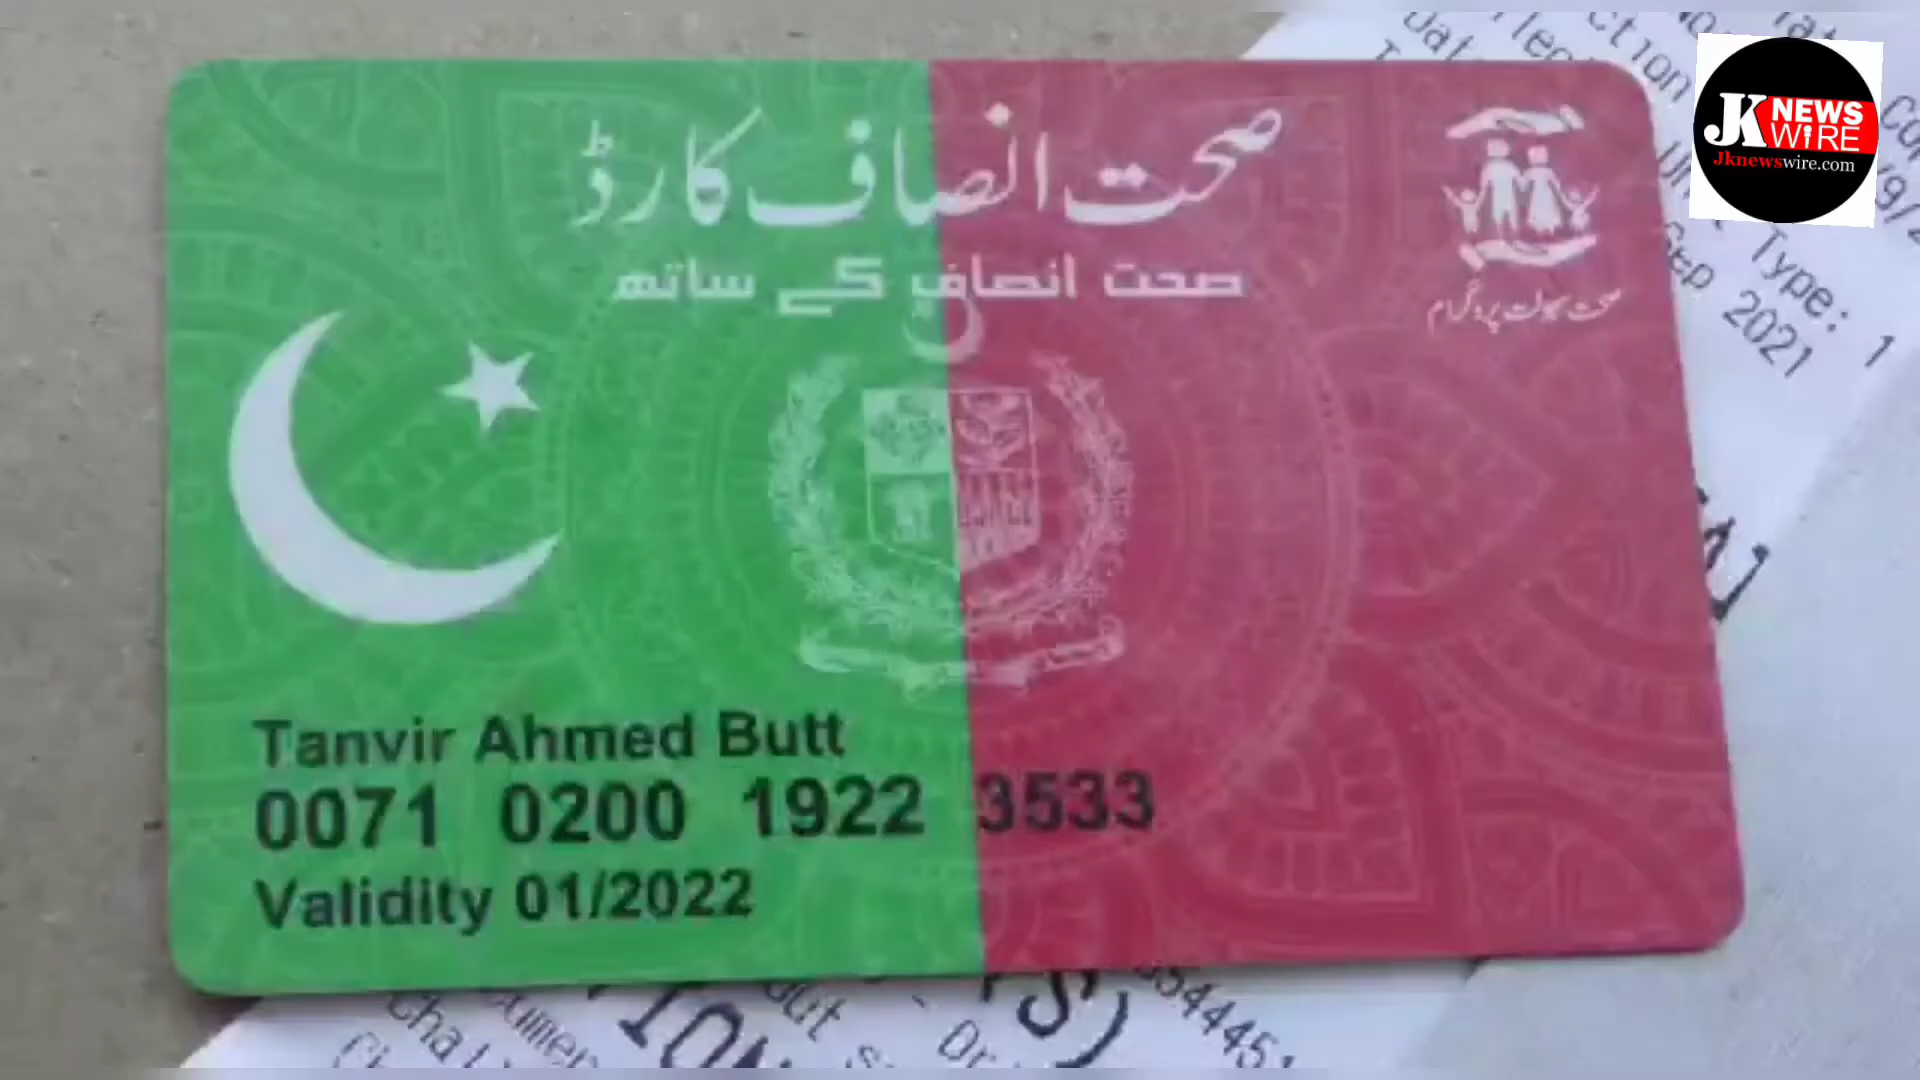 صحت انصاف کارڈ
صحت انصاف کے ساتھ
صحت سہولت پروگرام
JK NEWS
WiRE
Jknewswire.com
Type: 1
Sep 2021
Tanvir Ahmed Butt
0071 0200 1922 3533
Validity 01/2022